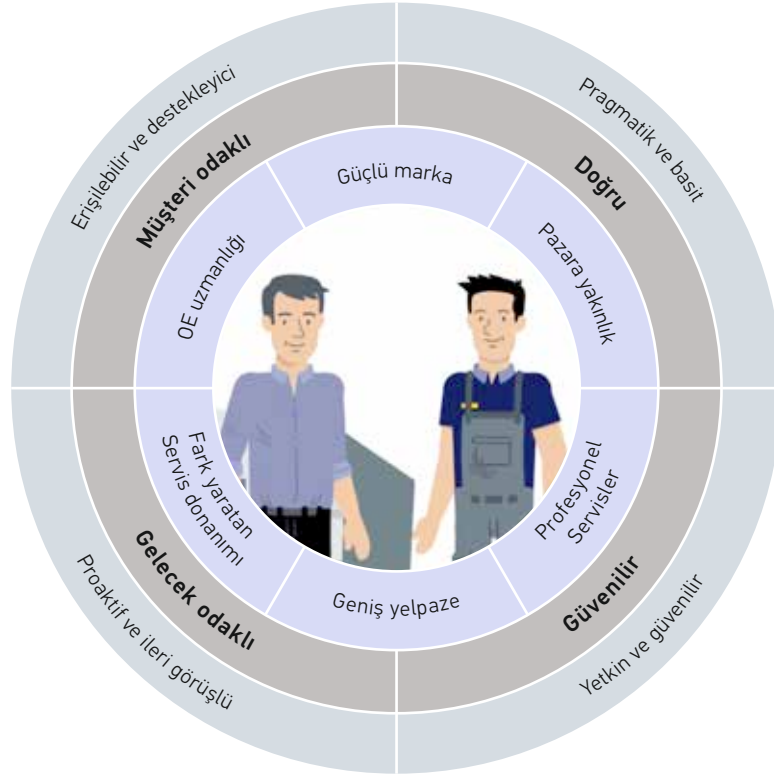 Erişilebilir ve destekleyici
Pragmatik ve basit
Müşteri odaklı
Doğru
Güçlü marka
OE uzmanlığı
Pazara yakınlık
Fark yaratan
Servis donanımı
Profesyonel
Servisler
Geniş yelpaze
Gelecek odaklı
Güvenilir
Proaktif ve ileri görüşlü
Yetkin ve güvenilir